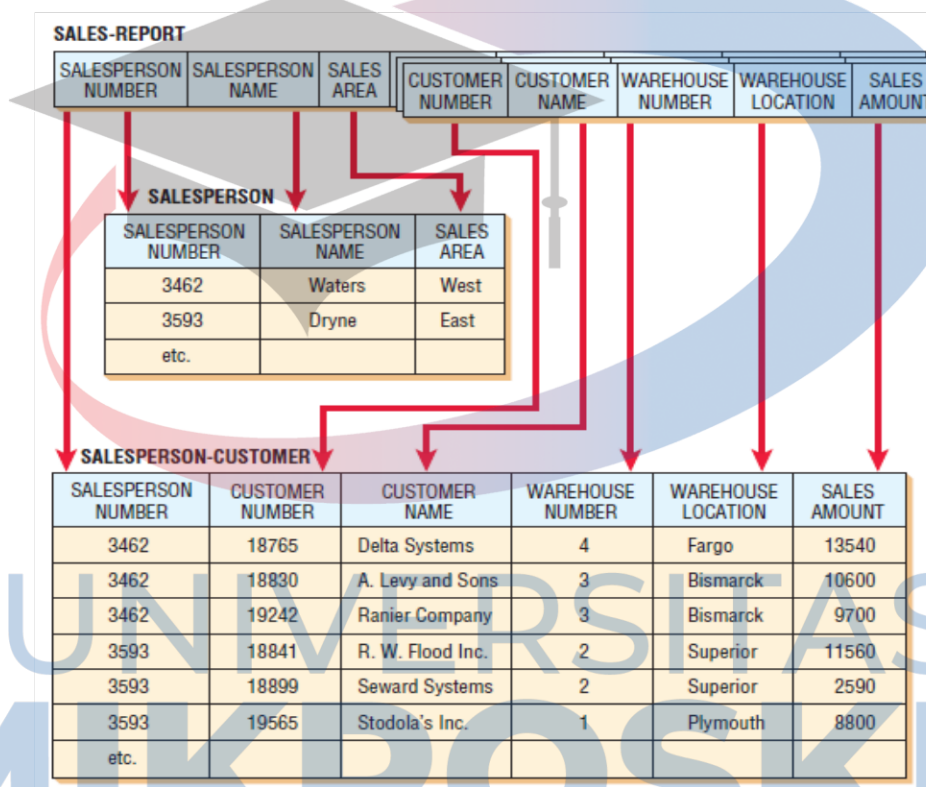 SALES-REPORT
SALESPERSON NUMBER SALESPERSON NAME SALES AREA CUSTOMER NUMBER CUSTOMER NAME WAREHOUSE NUMBER WAREHOUSE LOCATION SALES AMOUNT
SALESPERSON
SALESPERSON NUMBER SALESPERSON NAME SALES AREA
3462 Waters West
3593 Dryne East
etc.
SALESPERSON-CUSTOMER
SALESPERSON NUMBER CUSTOMER NUMBER CUSTOMER NAME WAREHOUSE NUMBER WAREHOUSE LOCATION SALES AMOUNT
3462 18765 Delta Systems 4 Fargo 13540
3462 18830 A. Levy and Sons 3 Bismarck 10600
3462 19242 Ranier Company 3 Bismarck 9700
3593 18841 R. W. Flood Inc. 2 Superior 11560
3593 18899 Seward Systems 2 Superior 2590
3593 19565 Stodola's Inc. 1 Plymouth 8800
etc.
UNIVERSITAS
MIKROSKIL